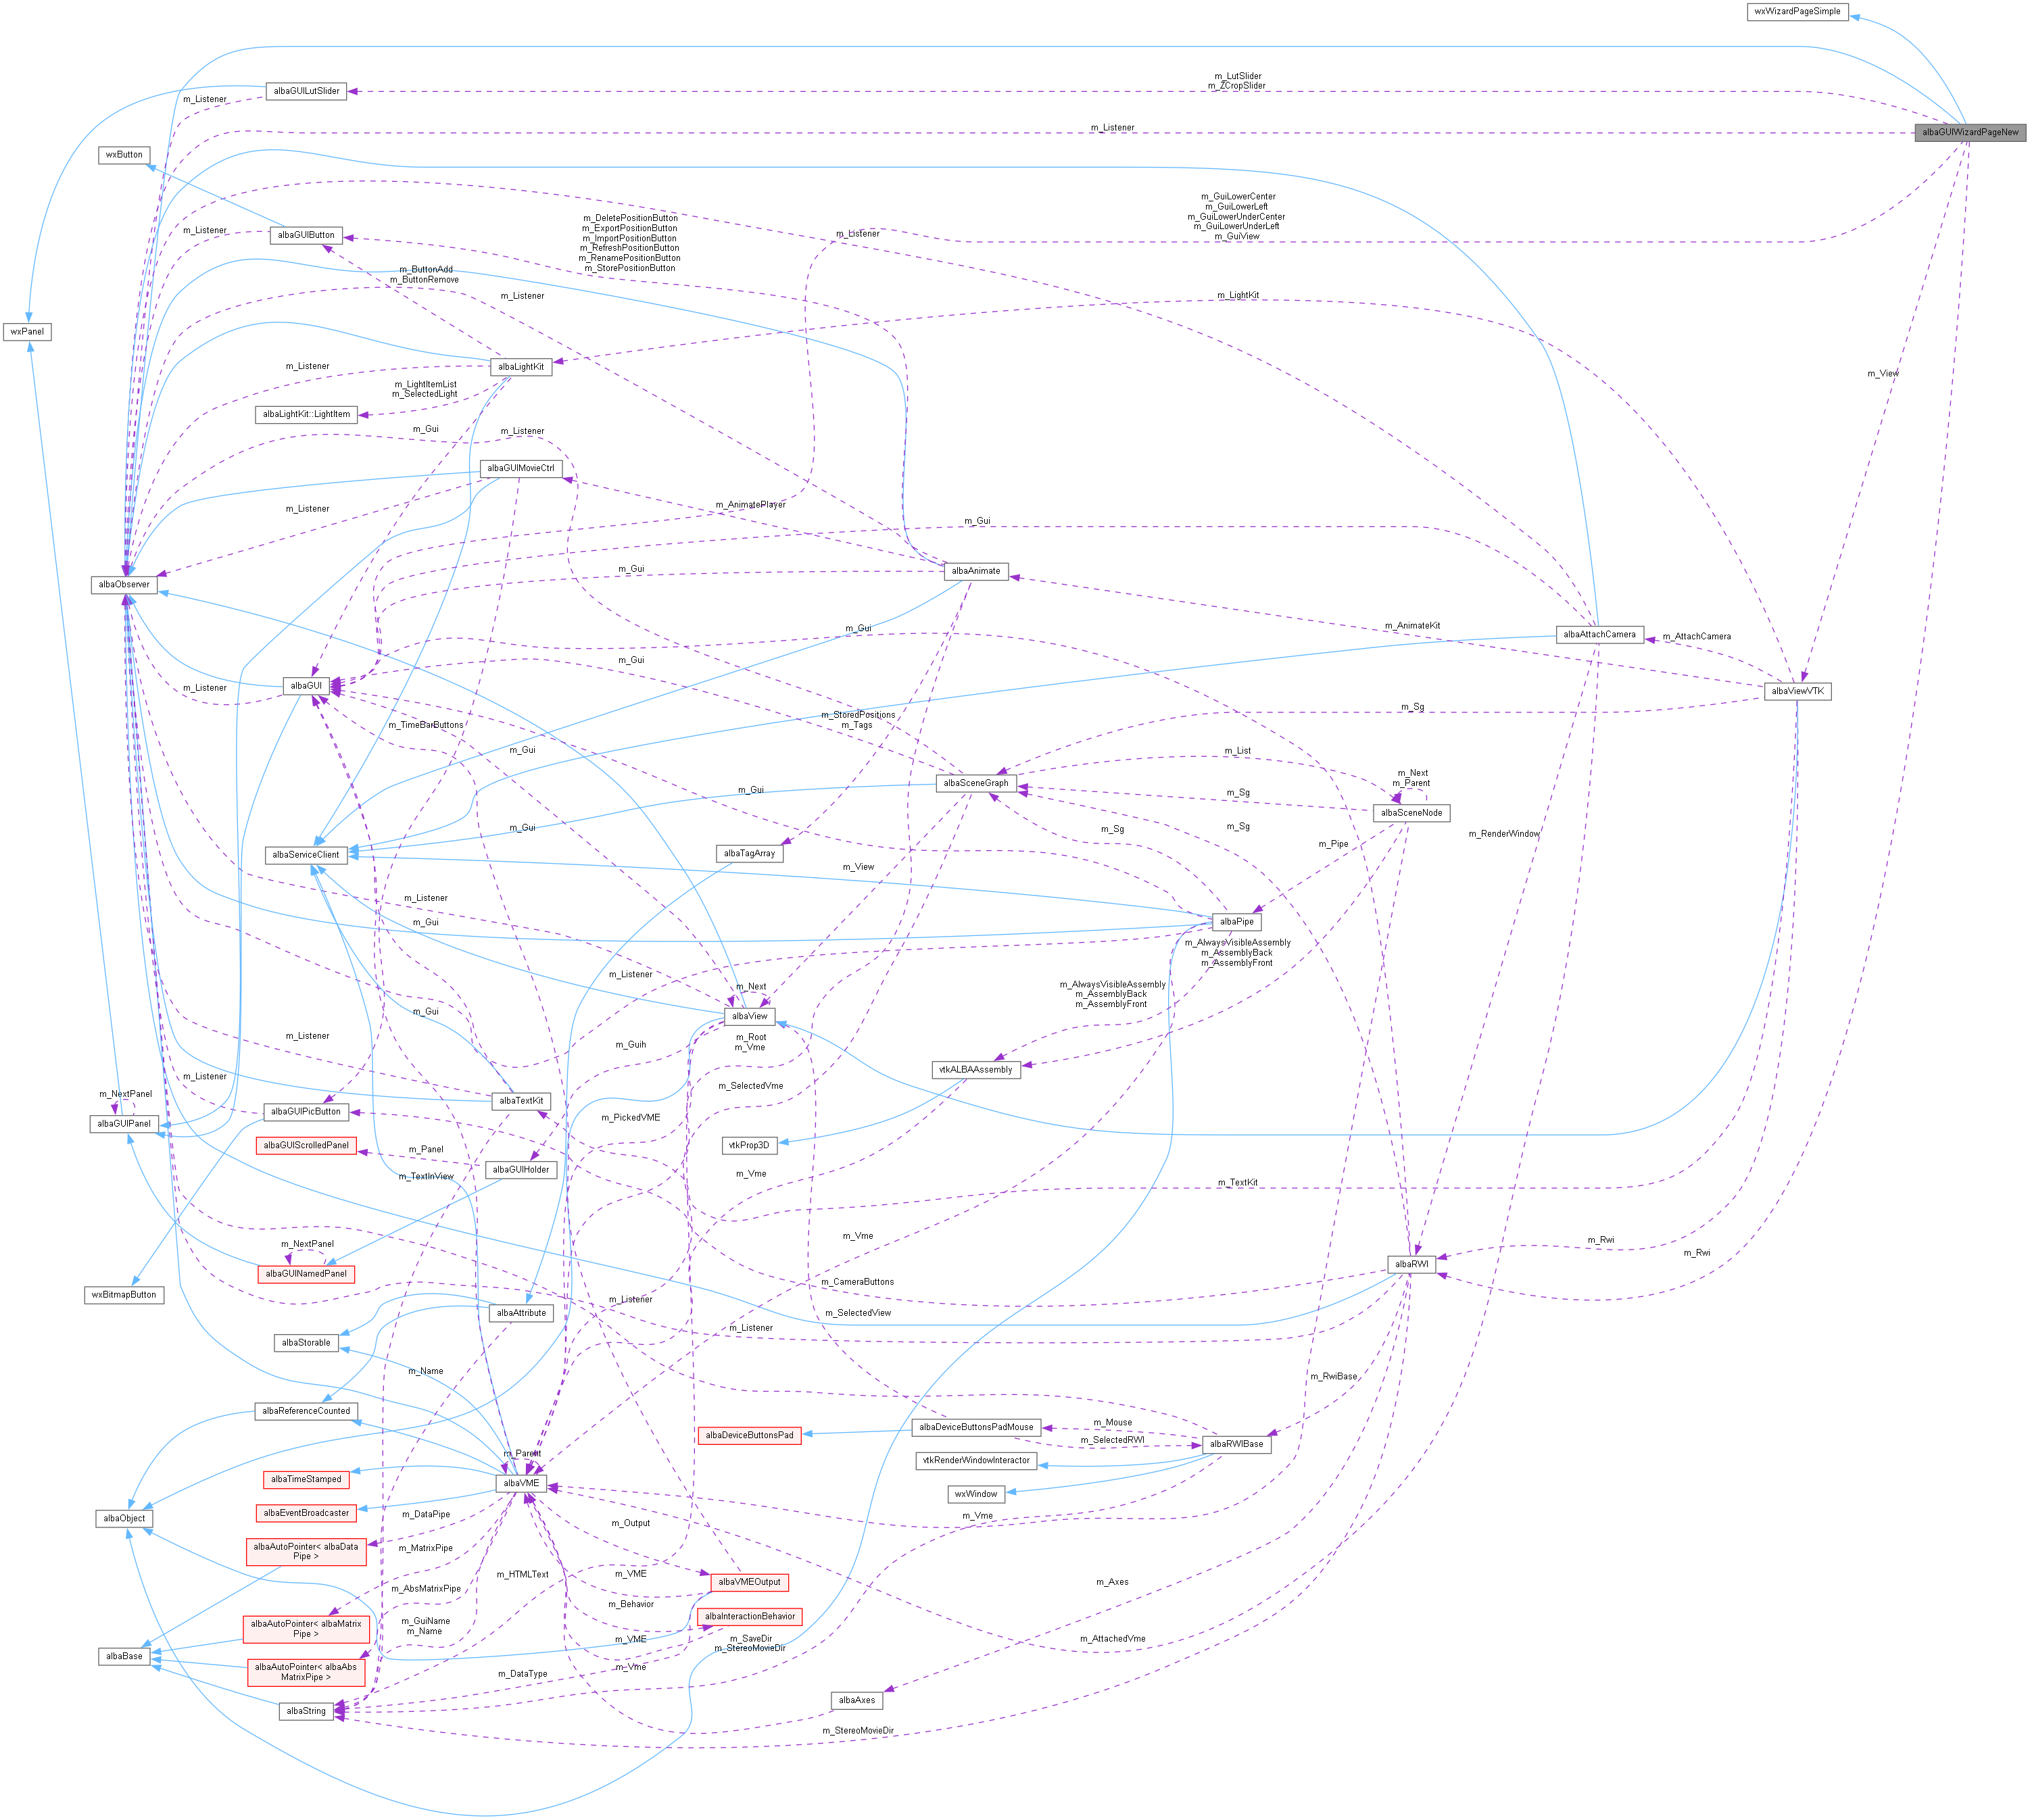 wxWizardPageSimple
m_LutSlider
m_ZCropSlider
albaGUILutSlider
m_Listener
m_Listener
albaGUIWizardPageNew
wxButton
m_GuiLowerCenter
m_GuiLowerLeft
m_GuiLowerUnderCenter
m_GuiLowerUnderLeft
m_GuiView
m_DeletePositionButton
m_ExportPositionButton
m_ImportPositionButton
m_RefreshPositionButton
m_RenamePositionButton
m_StorePositionButton
m_Listener
albaGUIButton
m_Listener
m_ButtonAdd
m_ButtonRemove
m_Listener
m_LightKit
wxPanel
m_Listener
albaLightKit
m_View
m_LightItemList
m_SelectedLight
albaLightKit::LightItem
m_Gui
m_Listener
albaGUIMovieCtrl
m_Listener
m_AnimatePlayer
m_Gui
albaObserver
m_Gui
albaAnimate
m_Gui
m_AnimateKit
albaAttachCamera
m_AttachCamera
m_Gui
albaGUI
m_Listener
albaViewVTK
m_Sg
m_TimeBarButtons
m_StoredPositions
m_Tags
m_Gui
m_List
albaSceneGraph
m_Gui
m_Sg
m_Next
m_Parent
albaSceneNode
m_Gui
m_Sg
m_Sg
m_RenderWindow
albaServiceClient
albaTagArray
m_View
m_Pipe
m_Listener
m_Gui
albaPipe
m_AlwaysVisibleAssembly
m_AssemblyBack
m_AssemblyFront
m_Listener
m_Next
m_AlwaysVisibleAssembly
m_AssemblyBack
m_AssemblyFront
albaView
m_Gui
m_Listener
m_Guih
m_Root
m_Vme
vtkALBAAssembly
m_Listener
m_NextPanel
albaGUIPanel
albaGUIPicButton
albaTextKit
m_SelectedVme
m_PickedVME
albaGUIScrolledPanel
m_Panel
albaGUIHolder
vtkProp3D
m_TextInView
m_Vme
m_TextKit
m_NextPanel
albaGUINamedPanel
m_Vme
m_Rwi
m_Rwi
albaRWI
wxBitmapButton
m_CameraButtons
m_Listener
albaAttribute
m_SelectedView
m_Listener
albaStorable
m_Name
m_RwiBase
albaReferenceCounted
albaDeviceButtonsPad
albaDeviceButtonsPadMouse
m_Mouse
m_SelectedRWI
albaRWIBase
m_Parent
albaTimeStamped
albaVME
vtkRenderWindowInteractor
wxWindow
albaEventBroadcaster
albaObject
m_DataPipe
m_Output
m_Vme
albaAutoPointer< albaData
Pipe >
m_MatrixPipe
m_HTMLText
m_VME
albaVMEOutput
m_AbsMatrixPipe
m_Axes
m_Behavior
albaInteractionBehavior
albaAutoPointer< albaMatrix
Pipe >
m_GuiName
m_Name
m_VME
m_SaveDir
m_StereoMovieDir
m_AttachedVme
albaBase
albaAutoPointer< albaAbs
MatrixPipe >
m_DataType
m_Vme
albaString
albaAxes
m_StereoMovieDir